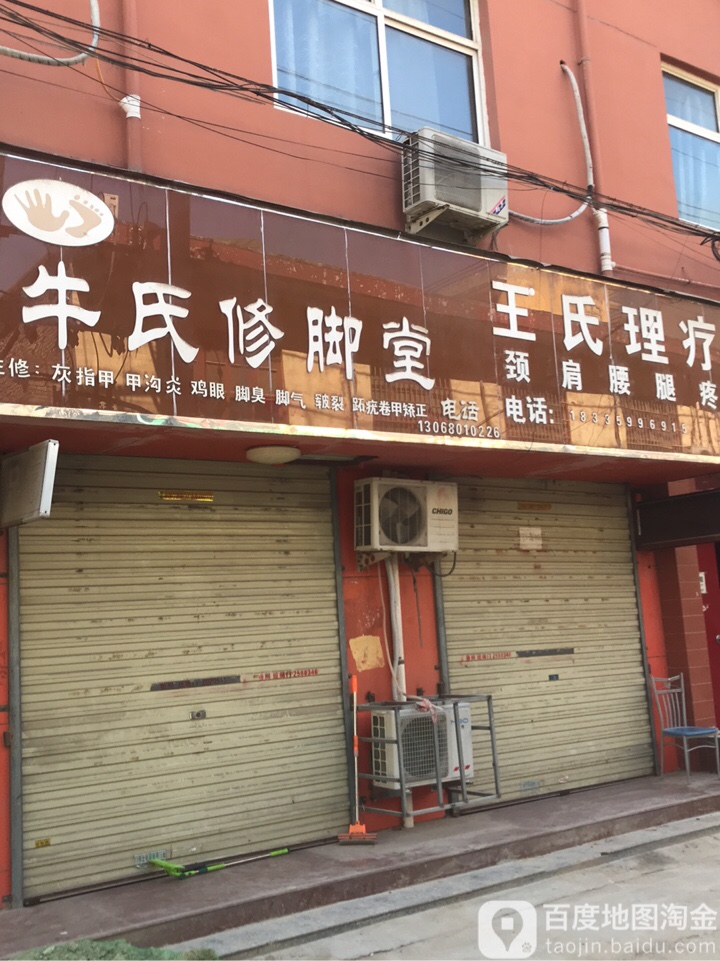 牛氏修脚堂
修：灰指甲 甲沟炎 鸡眼 脚臭 脚气 皲裂 跖疣卷甲矫正 电话
13068010226
王氏理疗
颈肩腰腿疼
电话：18335996915
CHIGO
百度地图淘金
taojin.baidu.com